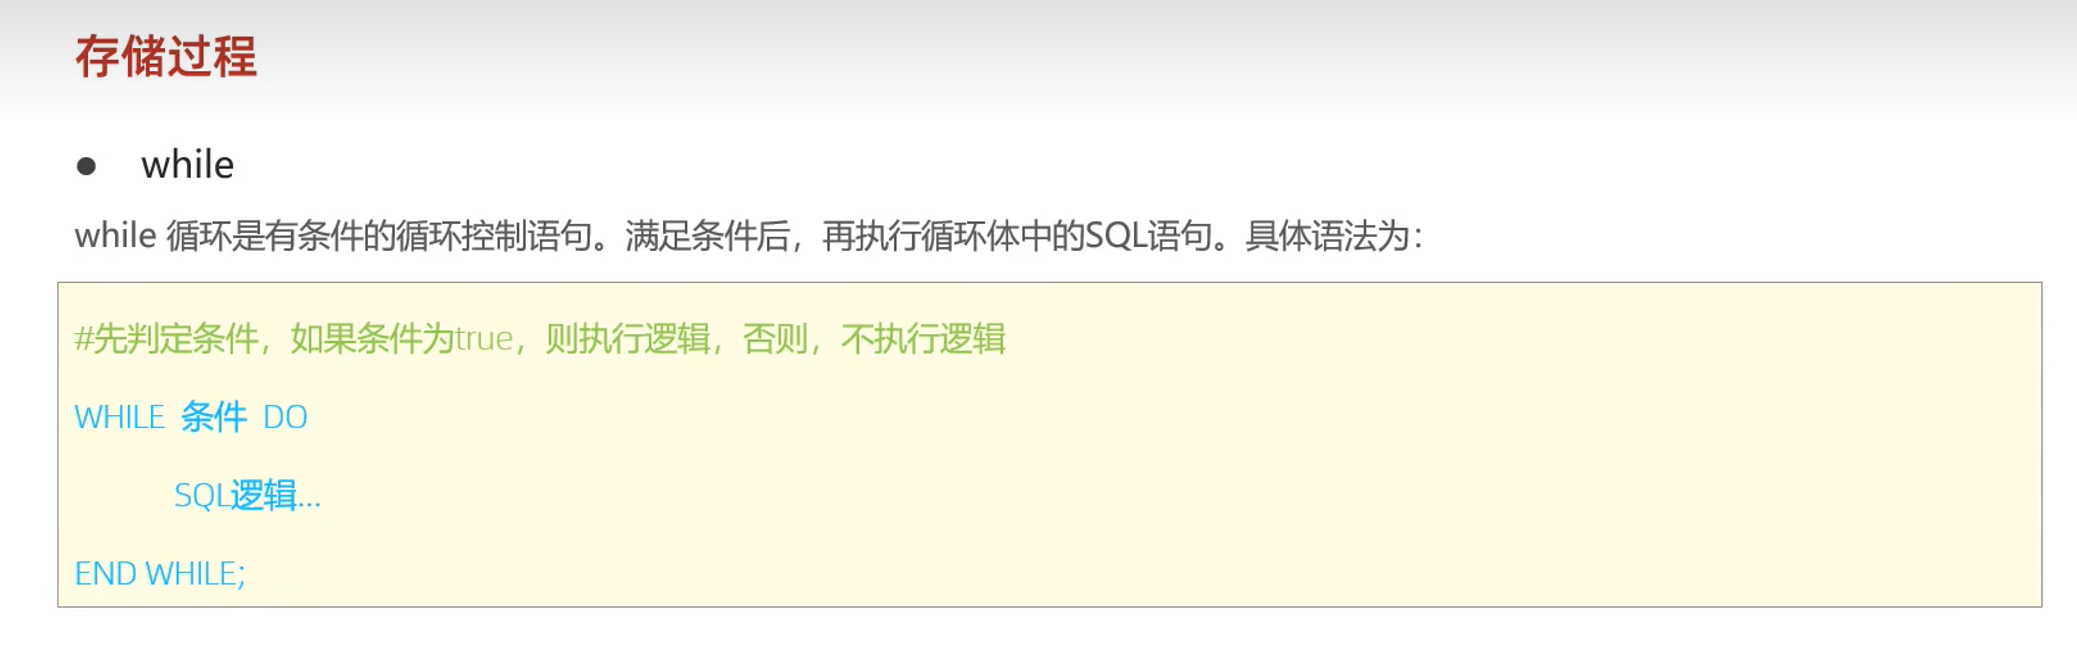 存储过程
● while
while 循环是有条件的循环控制语句。满足条件后，再执行循环体中的SQL语句。具体语法为：
#先判定条件，如果条件为true，则执行逻辑，否则，不执行逻辑
WHILE 条件 DO
SQL逻辑...
END WHILE;